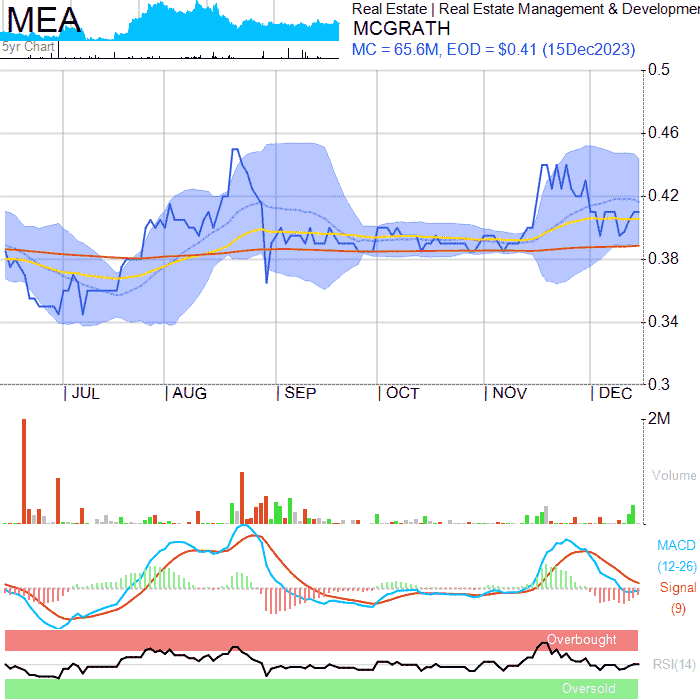 MEA
5yr Chart
Real Estate | Real Estate Management & Developmen
MCGRATH
MC = 65.6M, EOD = $0.41 (15Dec2023)
0.5
0.46
0.42
0.38
0.34
0.3
JUL
AUG
SEP
OCT
NOV
DEC
2M
Volume
MACD
(12-26)
Signal
(9)
Overbought
RSI(14)
Oversold